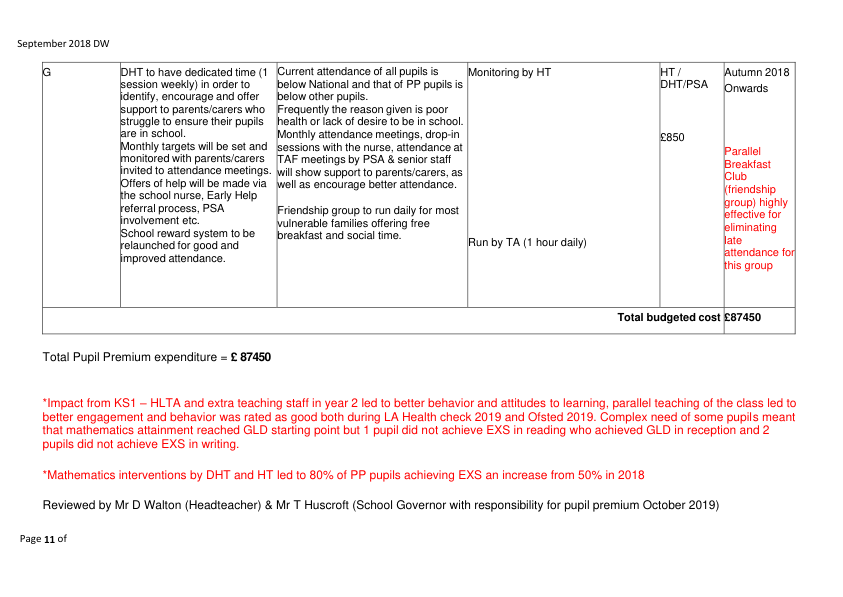 September 2018 DW
G
DHT to have dedicated time (1
session weekly) in order to
identify, encourage and offer
support to parents/carers who
struggle to ensure their pupils
are in school.
Monthly targets will be set and
monitored with parents/carers
invited to attendance meetings.
Offers of help will be made via
the school nurse, Early Help
referral process, PSA
involvement etc.
School reward system to be
relaunched for good and
improved attendance.
Current attendance of all pupils is
below National and that of PP pupils is
below other pupils.
Frequently the reason given is poor
health or lack of desire to be in school.
Monthly attendance meetings, drop-in
sessions with the nurse, attendance at
TAF meetings by PSA & senior staff
will show support to parents/carers, as
well as encourage better attendance.
Friendship group to run daily for most
vulnerable families offering free
breakfast and social time.
Monitoring by HT
Run by TA (1 hour daily)
HT /
DHT/PSA
£850
Autumn 2018
Onwards
Parallel
Breakfast
Club
(friendship
group) highly
effective for
eliminating
late
attendance for
this group
Total budgeted cost £87450
Total Pupil Premium expenditure = £ 87450
*Impact from KS1 – HLTA and extra teaching staff in year 2 led to better behavior and attitudes to learning, parallel teaching of the class led to
better engagement and behavior was rated as good both during LA Health check 2019 and Ofsted 2019. Complex need of some pupils meant
that mathematics attainment reached GLD starting point but 1 pupil did not achieve EXS in reading who achieved GLD in reception and 2
pupils did not achieve EXS in writing.
*Mathematics interventions by DHT and HT led to 80% of PP pupils achieving EXS an increase from 50% in 2018
Reviewed by Mr D Walton (Headteacher) & Mr T Huscroft (School Governor with responsibility for pupil premium October 2019)
Page 11 of